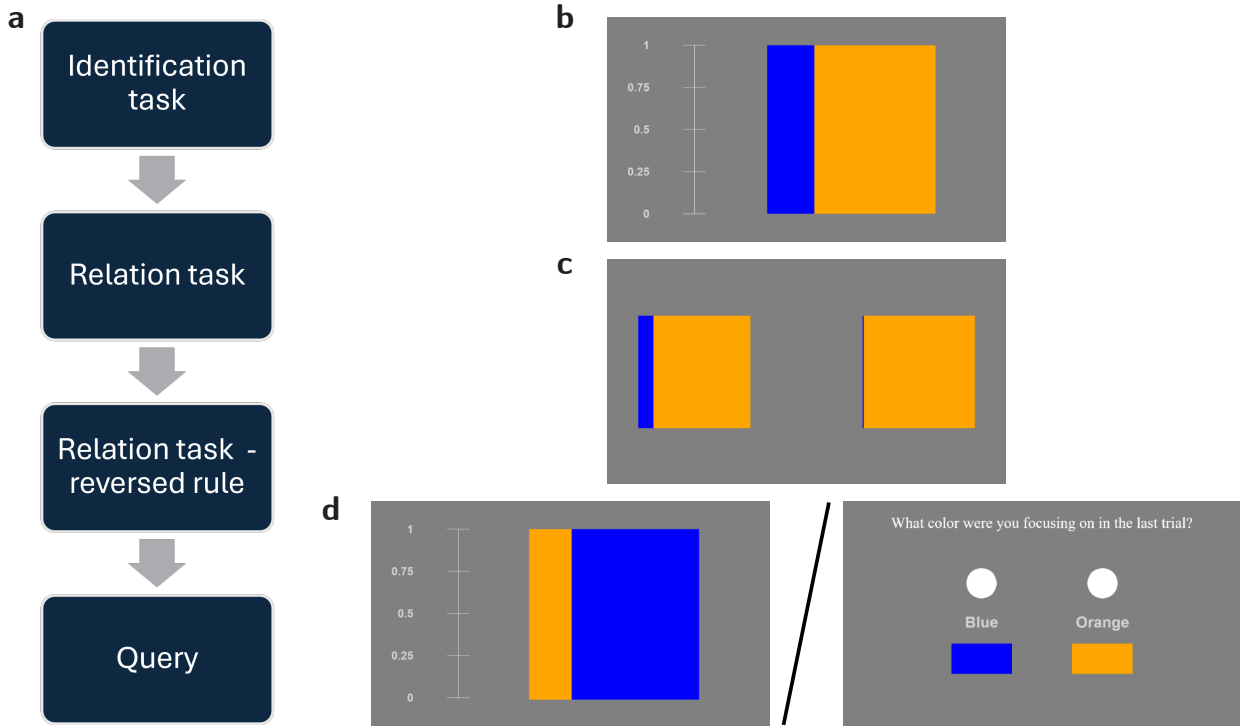 a
Identification
task
Relation task
Relation task -
reversed rule
Query
b
1
0.75
0.5
0.25
0
c
d
1
0.75
0.5
0.25
0
What color were you focusing on in the last trial?
Blue
Orange